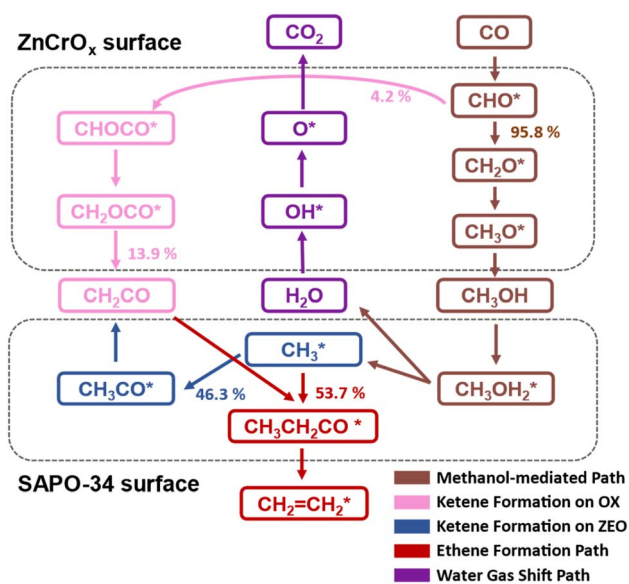 ZnCrOₓ surface
CO₂
CO
4.2 %
CHO*
CHOCO*
O*
95.8 %
CH₂O*
CH₂OCO*
OH*
CH₃O*
13.9 %
CH₂CO
H₂O
CH₃OH
CH₃*
CH₃CO*
46.3 %
53.7 %
CH₃OH₂*
CH₃CH₂CO *
SAPO-34 surface
CH₂=CH₂*
Methanol-mediated Path
Ketene Formation on OX
Ketene Formation on ZEO
Ethene Formation Path
Water Gas Shift Path